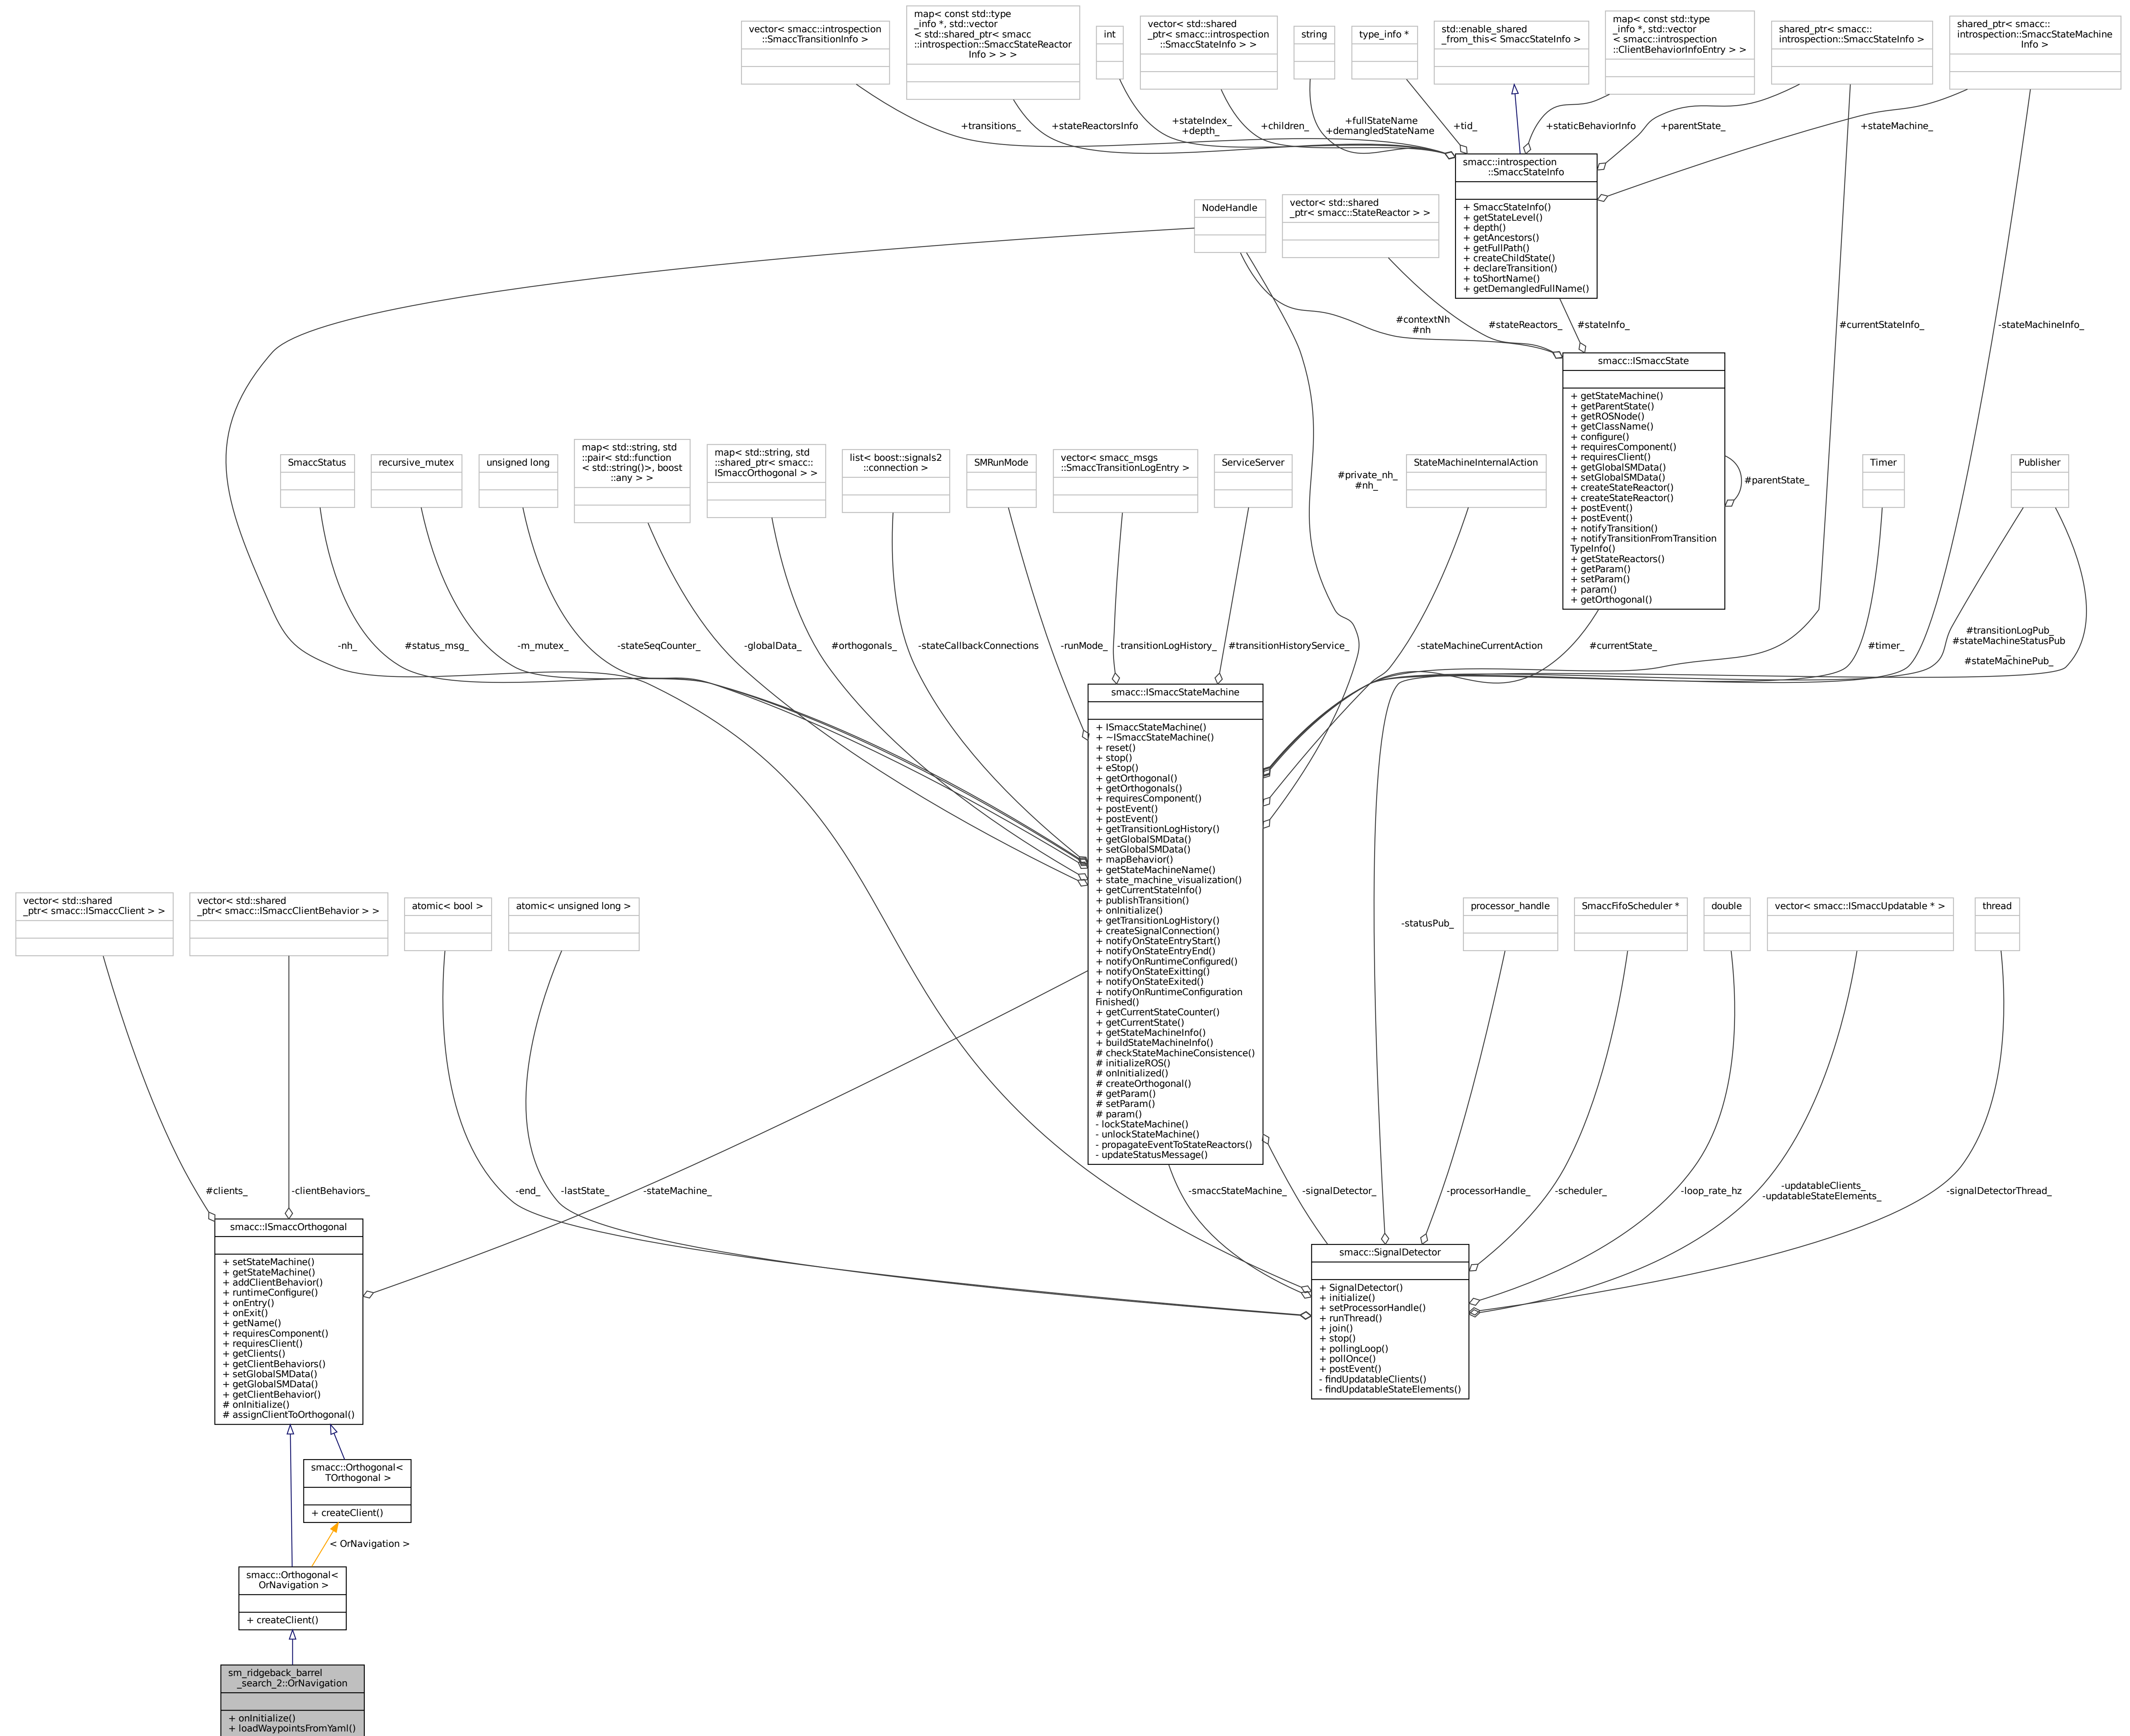 vector< smacc::introspection
::SmaccTransitionInfo >
map< const std::type
_info *, std::vector
< std::shared_ptr< smacc
::introspection::SmaccStateReactor
Info > > >
int
vector< std::shared
_ptr< smacc::introspection
::SmaccStateInfo > >
string
type_info *
std::enable_shared
_from_this< SmaccStateInfo >
map< const std::type
_info *, std::vector
< smacc::introspection
::ClientBehaviorInfoEntry > >
shared_ptr< smacc::
introspection::SmaccStateInfo >
shared_ptr< smacc::
introspection::SmaccStateMachine
Info >
+transitions_
+stateReactorsInfo
+stateIndex_
+depth_
+children_
+fullStateName
+demangledStateName
+tid_
+staticBehaviorInfo
+parentState_
+stateMachine_
smacc::introspection
::SmaccStateInfo
+ SmaccStateInfo()
+ getStateLevel()
+ depth()
+ getAncestors()
+ getFullPath()
+ createChildState()
+ declareTransition()
+ toShortName()
+ getDemangledFullName()
NodeHandle
vector< std::shared
_ptr< smacc::StateReactor > >
#contextNh
#nh
#stateReactors_
#stateInfo_
#currentStateInfo_
-stateMachineInfo_
smacc::ISmaccState
+ getStateMachine()
+ getParentState()
+ getROSNode()
+ getClassName()
+ configure()
+ requiresComponent()
+ requiresClient()
+ getGlobalSMData()
+ setGlobalSMData()
+ createStateReactor()
+ createStateReactor()
+ postEvent()
+ postEvent()
+ notifyTransition()
+ notifyTransitionFromTransition
TypeInfo()
+ getStateReactors()
+ getParam()
+ setParam()
+ param()
+ getOrthogonal()
#parentState_
SmaccStatus
recursive_mutex
unsigned long
map< std::string, std
::pair< std::function
< std::string()>, boost
::any > >
map< std::string, std
::shared_ptr< smacc::
ISmaccOrthogonal > >
list< boost::signals2
::connection >
SMRunMode
vector< smacc_msgs
::SmaccTransitionLogEntry >
ServiceServer
#private_nh_
#nh_
StateMachineInternalAction
Timer
Publisher
-nh_
#status_msg_
-m_mutex_
-stateSeqCounter_
-globalData_
#orthogonals_
-stateCallbackConnections
-runMode_
-transitionLogHistory_
#transitionHistoryService_
-stateMachineCurrentAction
#currentState_
#timer_
#transitionLogPub_
#stateMachineStatusPub
_
#stateMachinePub_
smacc::ISmaccStateMachine
+ ISmaccStateMachine()
+ ~ISmaccStateMachine()
+ reset()
+ stop()
+ eStop()
+ getOrthogonal()
+ getOrthogonals()
+ requiresComponent()
+ postEvent()
+ postEvent()
+ getTransitionLogHistory()
+ getGlobalSMData()
+ setGlobalSMData()
+ mapBehavior()
+ getStateMachineName()
+ state_machine_visualization()
+ getCurrentStateInfo()
+ publishTransition()
+ onInitialize()
+ getTransitionLogHistory()
+ createSignalConnection()
+ notifyOnStateEntryStart()
+ notifyOnStateEntryEnd()
+ notifyOnRuntimeConfigured()
+ notifyOnStateExitting()
+ notifyOnStateExited()
+ notifyOnRuntimeConfiguration
Finished()
+ getCurrentStateCounter()
+ getCurrentState()
+ getStateMachineInfo()
+ buildStateMachineInfo()
# checkStateMachineConsistence()
# initializeROS()
# onInitialized()
# createOrthogonal()
# getParam()
# setParam()
# param()
- lockStateMachine()
- unlockStateMachine()
- propagateEventToStateReactors()
- updateStatusMessage()
vector< std::shared
_ptr< smacc::ISmaccClient > >
vector< std::shared
_ptr< smacc::ISmaccClientBehavior > >
atomic< bool >
atomic< unsigned long >
-statusPub_
processor_handle
SmaccFifoScheduler *
double
vector< smacc::ISmaccUpdatable * >
thread
#clients_
-clientBehaviors_
-stateMachine_
-end_
-lastState_
-smaccStateMachine_
-signalDetector_
-processorHandle_
-scheduler_
-loop_rate_hz
-updatableClients_
-updatableStateElements_
-signalDetectorThread_
smacc::ISmaccOrthogonal
+ setStateMachine()
+ getStateMachine()
+ addClientBehavior()
+ runtimeConfigure()
+ onEntry()
+ onExit()
+ getName()
+ requiresComponent()
+ requiresClient()
+ getClients()
+ getClientBehaviors()
+ setGlobalSMData()
+ getGlobalSMData()
+ getClientBehavior()
# onInitialize()
# assignClientToOrthogonal()
smacc::SignalDetector
+ SignalDetector()
+ initialize()
+ setProcessorHandle()
+ runThread()
+ join()
+ stop()
+ pollingLoop()
+ pollOnce()
+ postEvent()
- findUpdatableClients()
- findUpdatableStateElements()
smacc::Orthogonal<
TOrthogonal >
+ createClient()
< OrNavigation >
smacc::Orthogonal<
OrNavigation >
+ createClient()
sm_ridgeback_barrel
_search_2::OrNavigation
+ onInitialize()
+ loadWaypointsFromYaml()